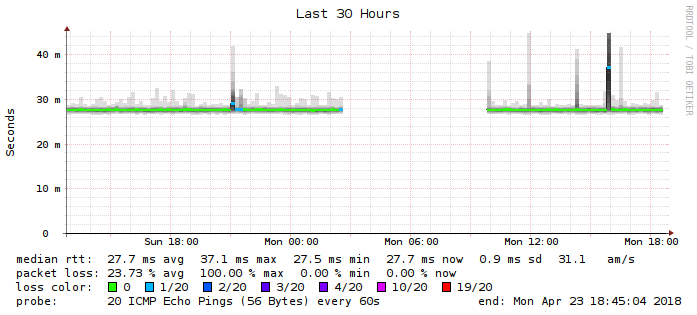 Last 30 Hours
RRDTOOL / TOBI OETIKER
Seconds
40 m
30 m
20 m
10 m
0
Sun 18:00 Mon 00:00 Mon 06:00 Mon 12:00 Mon 18:00
median rtt: 27.7 ms avg 37.1 ms max 27.5 ms min 27.7 ms now 0.9 ms sd 31.1 am/s
packet loss: 23.73 % avg 100.00 % max 0.00 % min 0.00 % now
loss color: 0 1/20 2/20 3/20 4/20 10/20 19/20
probe: 20 ICMP Echo Pings (56 Bytes) every 60s end: Mon Apr 23 18:45:04 2018